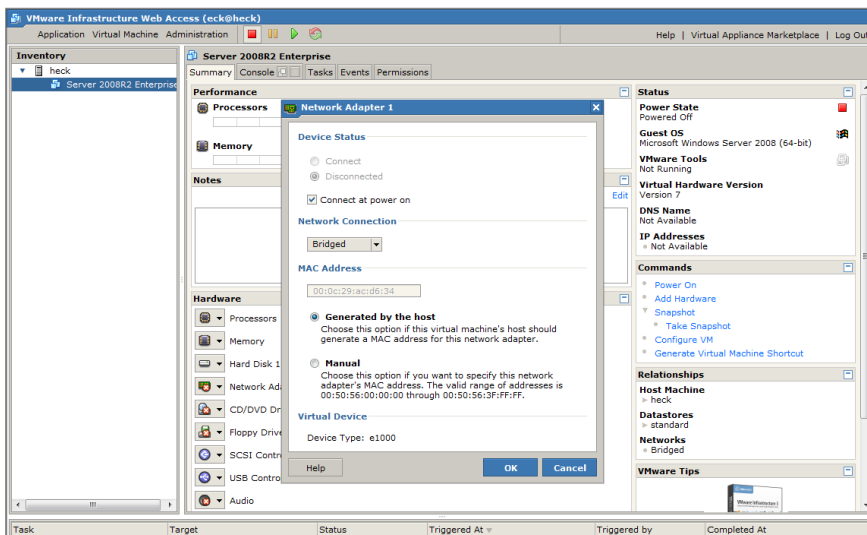 VMware Infrastructure Web Access (eck@heck)
Application Virtual Machine Administration
Help | Virtual Appliance Marketplace | Log Out
Inventory
heck
Server 2008R2 Enterprise
Server 2008R2 Enterprise
Summary Console Tasks Events Permissions
Performance
Processors
Memory
Notes
Edit
Hardware
Processors
Memory
Hard Disk 1
Network Ada
CD/DVD Dr
Floppy Drive
SCSI Contr
USB Contro
Audio
Network Adapter 1
Device Status
Connect
Disconnected
Connect at power on
Network Connection
Bridged
MAC Address
00:0c:29:ac:d6:34
Generated by the host
Choose this option if this virtual machine's host should
generate a MAC address for this network adapter.
Manual
Choose this option if you want to specify this network
adapter's MAC address. The valid range of addresses is
00:50:56:00:00:00 through 00:50:56:3F:FF:FF.
Virtual Device
Device Type: e1000
Help OK Cancel
Status
Power State
Powered Off
Guest OS
Microsoft Windows Server 2008 (64-bit)
VMware Tools
Not Running
Virtual Hardware Version
Version 7
DNS Name
Not Available
IP Addresses
Not Available
Commands
Power On
Add Hardware
Snapshot
Take Snapshot
Configure VM
Generate Virtual Machine Shortcut
Relationships
Host Machine
heck
Datastores
standard
Networks
Bridged
VMware Tips
Task Target Status Triggered At Triggered by Completed At